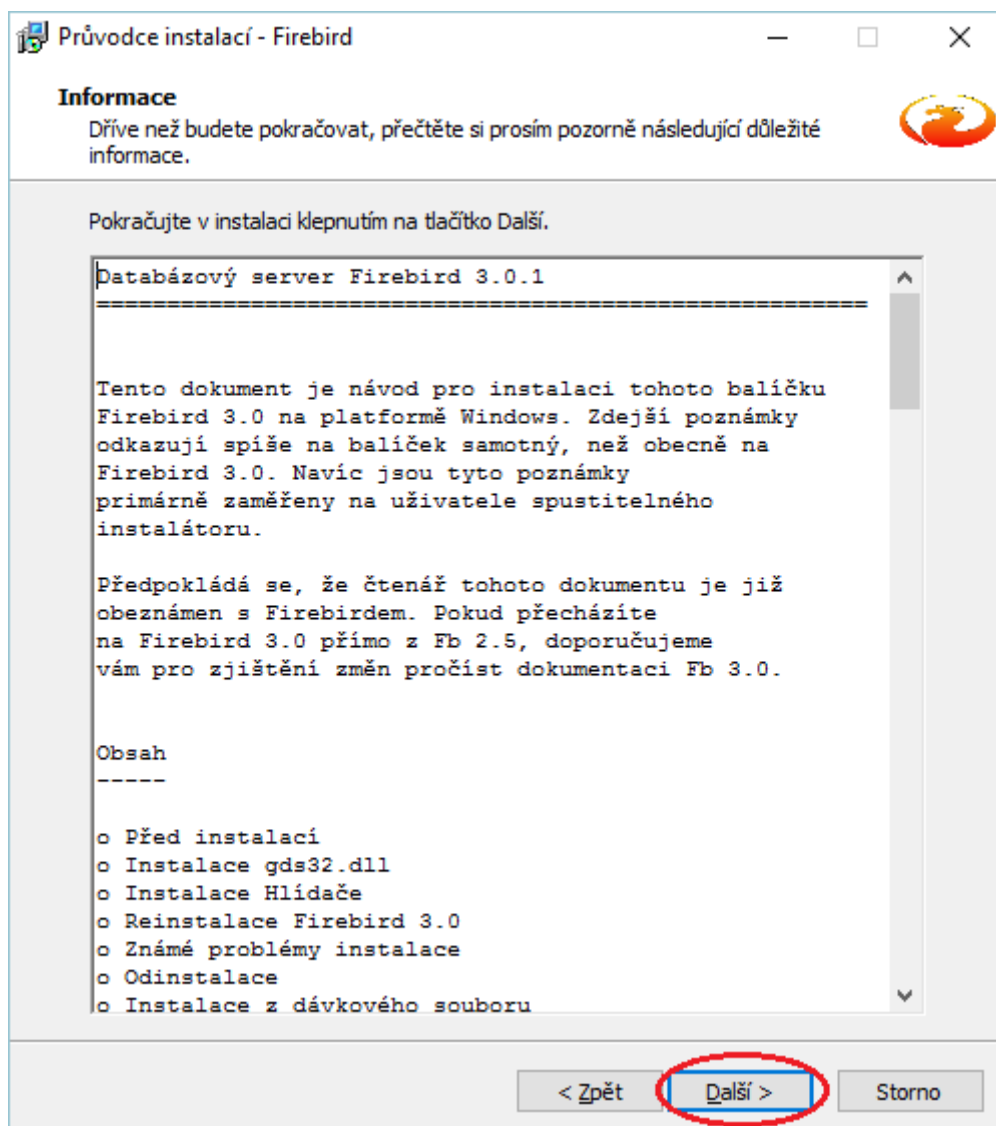 Průvodce instalací - Firebird
Informace
Dříve než budete pokračovat, přečtěte si prosím pozorně následující důležité
informace.
Pokračujte v instalaci klepnutím na tlačítko Další.
Databázový server Firebird 3.0.1
=======================================================
Tento dokument je návod pro instalaci tohoto balíčku
Firebird 3.0 na platformě Windows. Zdejší poznámky
odkazují spíše na balíček samotný, než obecně na
Firebird 3.0. Navíc jsou tyto poznámky
primárně zaměřeny na uživatele spustitelného
instalátoru.
Předpokládá se, že čtenář tohoto dokumentu je již
obeznámen s Firebirdem. Pokud přecházíte
na Firebird 3.0 přímo z Fb 2.5, doporučujeme
vám pro zjištění změn pročíst dokumentaci Fb 3.0.
Obsah
-----
o Před instalací
o Instalace gds32.dll
o Instalace Hlídače
o Reinstalace Firebird 3.0
o Známé problémy instalace
o Odinstalace
o Instalace z dávkového souboru
< Zpět Další > Storno